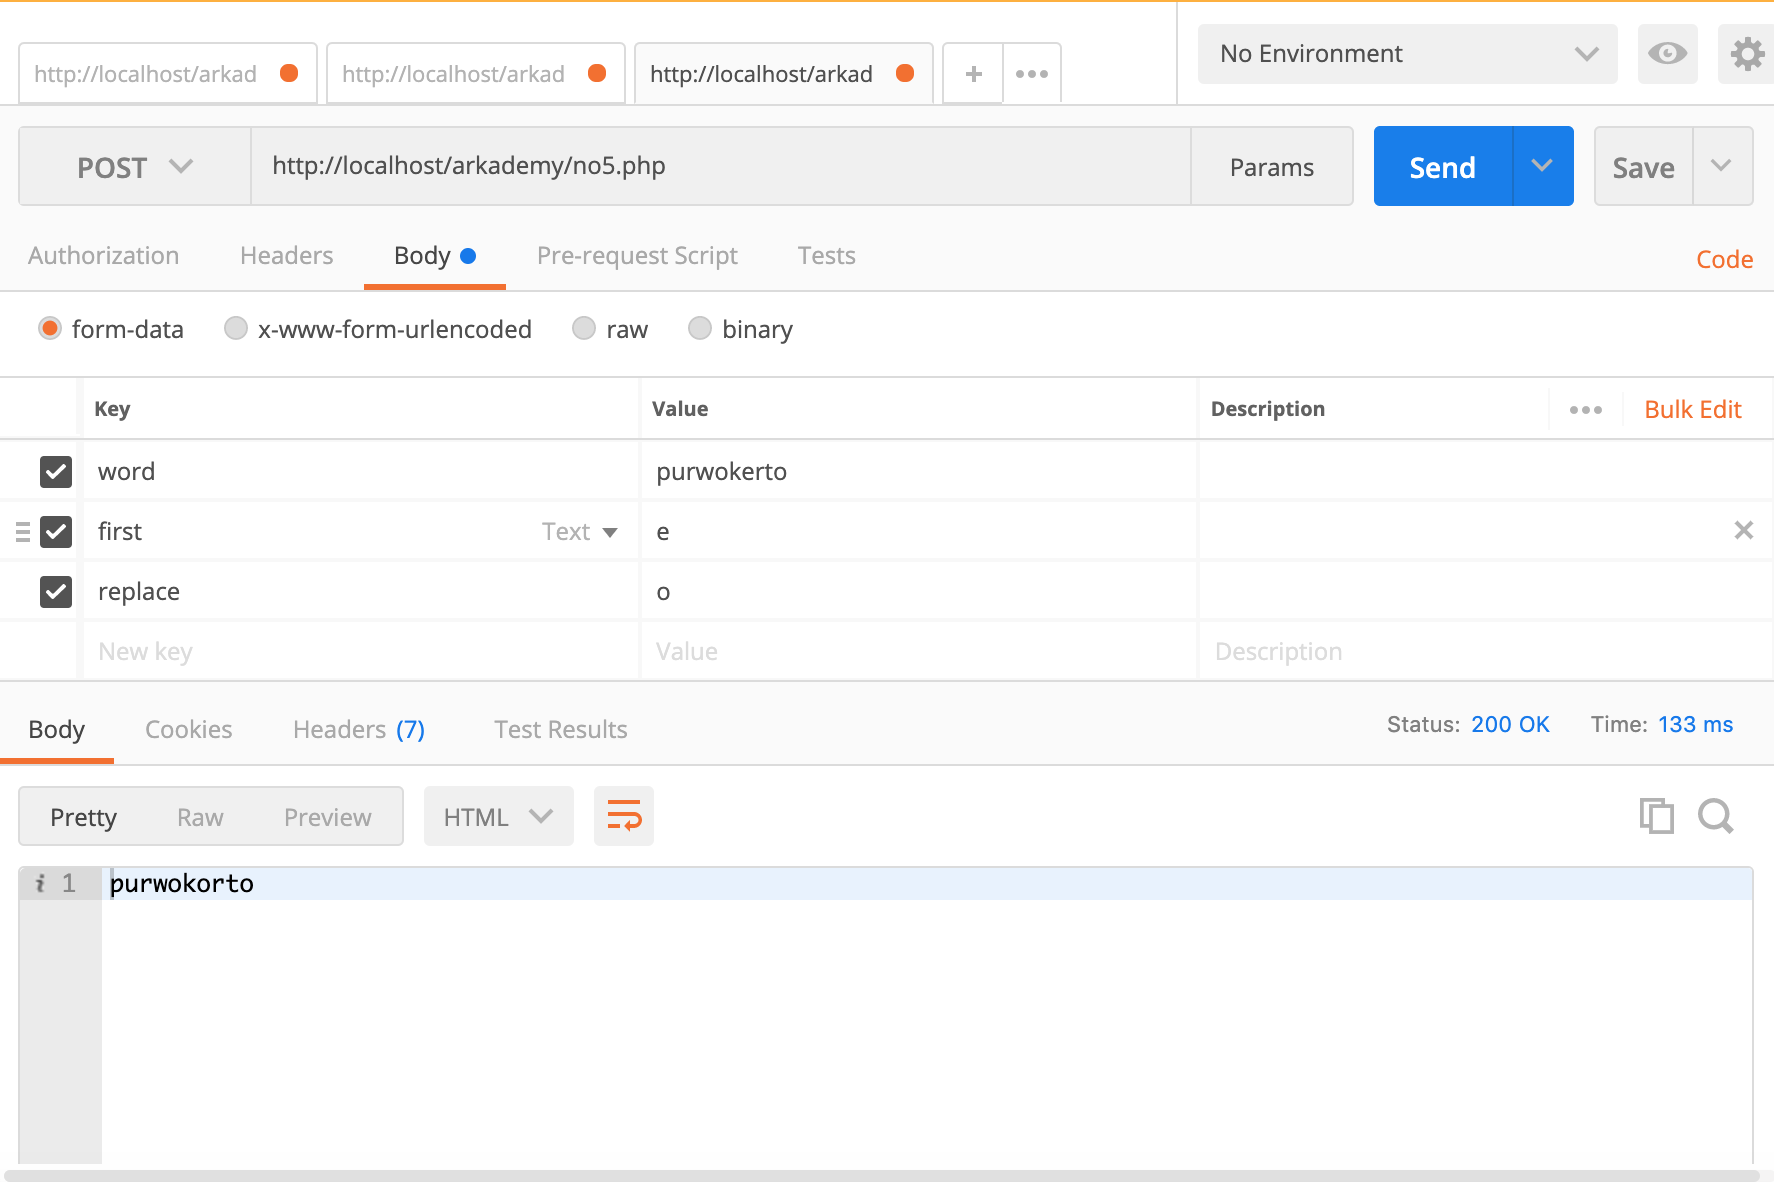 http://localhost/arkad http://localhost/arkad http://localhost/arkad + ••• No Environment
POST http://localhost/arkademy/no5.php Params Send Save
Authorization Headers Body Pre-request Script Tests Code
form-data x-www-form-urlencoded raw binary
Key Value Description ••• Bulk Edit
word purwokerto
first Text e
replace o
New key Value Description
Body Cookies Headers (7) Test Results Status: 200 OK Time: 133 ms
Pretty Raw Preview HTML
i 1 purwokorto